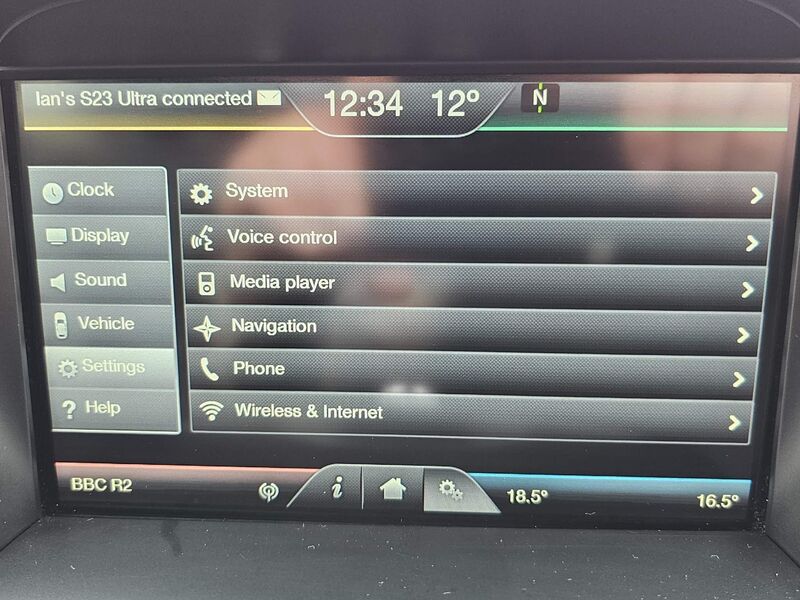 Ian's S23 Ultra connected
12:34 12°
N
Clock
Display
Sound
Vehicle
Settings
? Help
System
Voice control
Media player
Navigation
Phone
Wireless & Internet
BBC R2
i
18.5°
16.5°